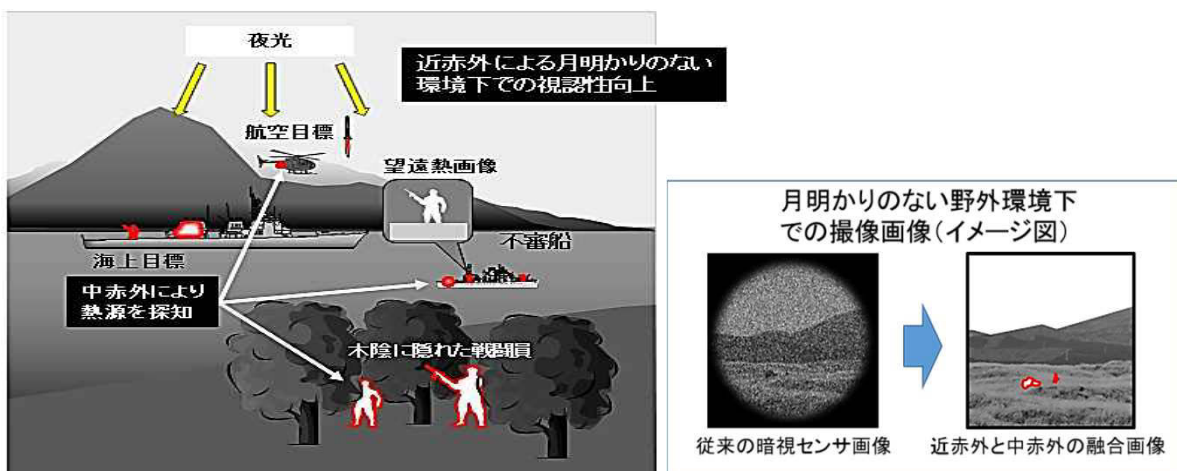 夜光
近赤外による月明かりのない
環境下での視認性向上
航空目標
望遠熱画像
不審船
海上目標
中赤外により
熱源を探知
木陰に隠れた戦闘員
月明かりのない野外環境下
での撮像画像(イメージ図)
従来の暗視センサ画像
近赤外と中赤外の融合画像